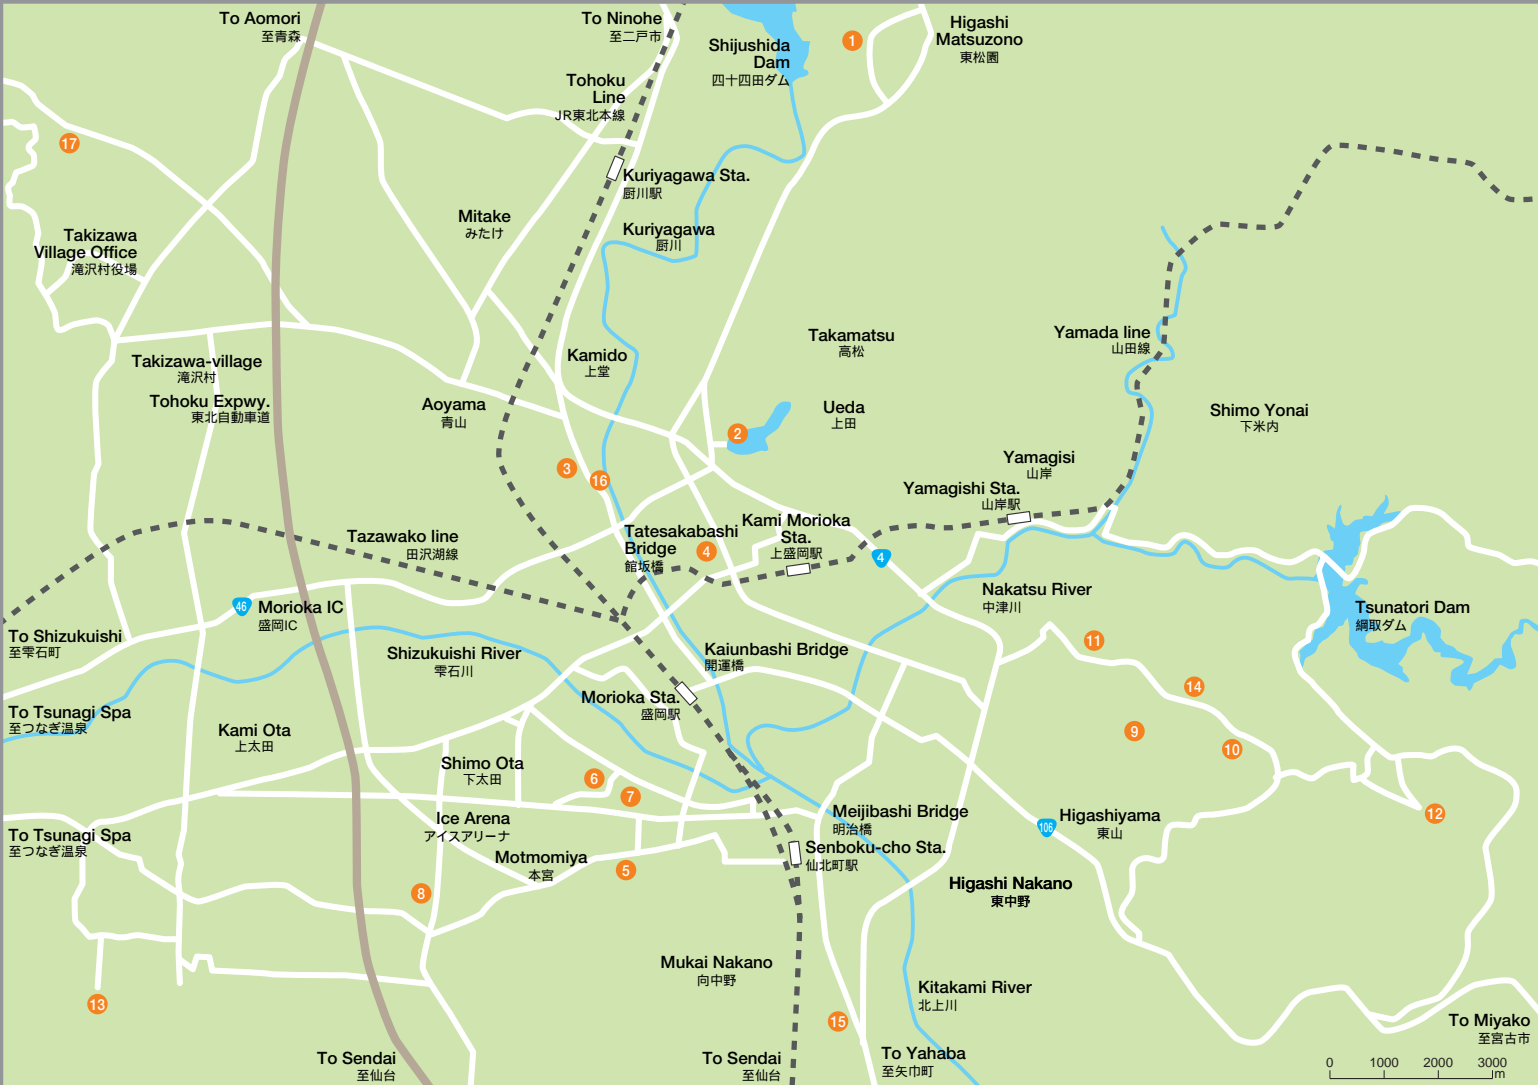 To Aomori
至青森
To Ninohe
至二戸市
Shijushida
Dam
四十四田ダム
1
Higashi
Matsuzono
東松園
Tohoku
Line
JR東北本線
17
Kuriyagawa Sta.
厨川駅
Mitake
みたけ
Kuriyagawa
厨川
Takizawa
Village Office
滝沢村役場
Takamatsu
高松
Yamada line
山田線
Takizawa-village
滝沢村
Kamido
上堂
Tohoku Expwy.
東北自動車道
Aoyama
青山
Ueda
上田
2
Shimo Yonai
下米内
3
16
Yamagisi
山岸
Yamagishi Sta.
山岸駅
Tazawako line
田沢湖線
Tatesakabashi
Bridge
館坂橋
4
Kami Morioka
Sta.
上盛岡駅
4
46
Morioka IC
盛岡IC
Nakatsu River
中津川
Tsunatori Dam
綱取ダム
To Shizukuishi
至雫石町
Shizukuishi River
雫石川
Kaiunbashi Bridge
開運橋
11
14
Morioka Sta.
盛岡駅
To Tsunagi Spa
至つなぎ温泉
Kami Ota
上太田
9
10
Shimo Ota
下太田
6
7
Ice Arena
アイスアリーナ
Meijibashi Bridge
明治橋
106
Higashiyama
東山
12
To Tsunagi Spa
至つなぎ温泉
Motmomiya
本宮
5
Senboku-cho Sta.
仙北町駅
8
Higashi Nakano
東中野
Mukai Nakano
向中野
Kitakami River
北上川
13
15
To Miyako
至宮古市
To Sendai
至仙台
To Sendai
至仙台
To Yahaba
至矢巾町
0 1000 2000 3000
m